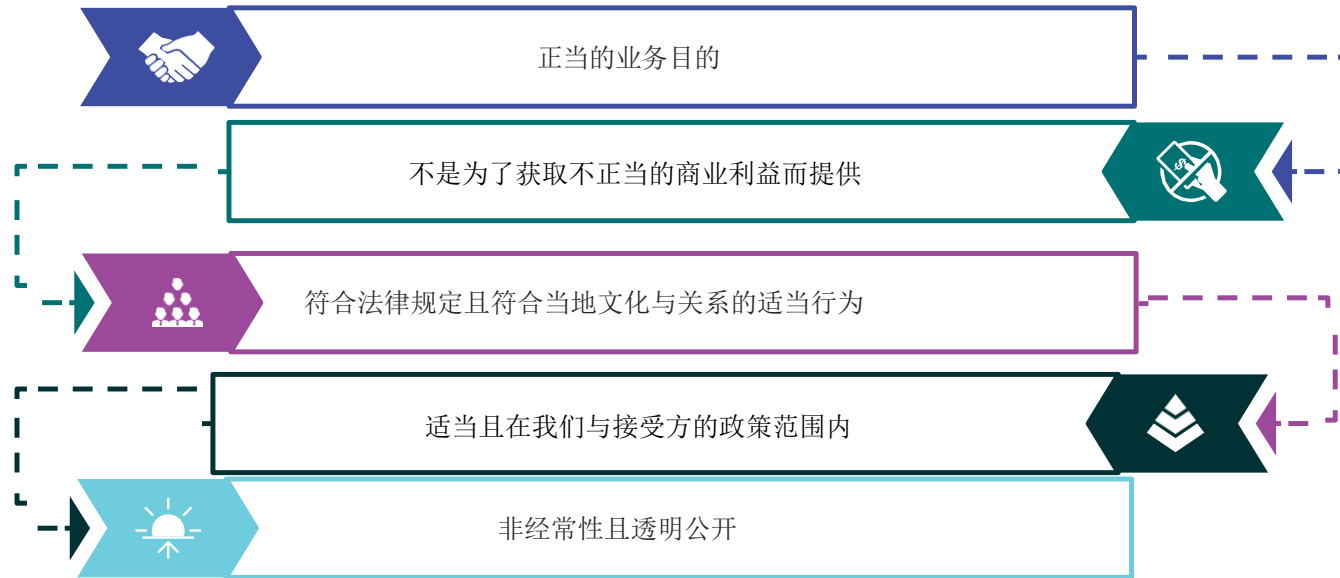 正当的业务目的
不是为了获取不正当的商业利益而提供
符合法律规定且符合当地文化与关系的适当行为
适当且在我们与接受方的政策范围内
非经常性且透明公开